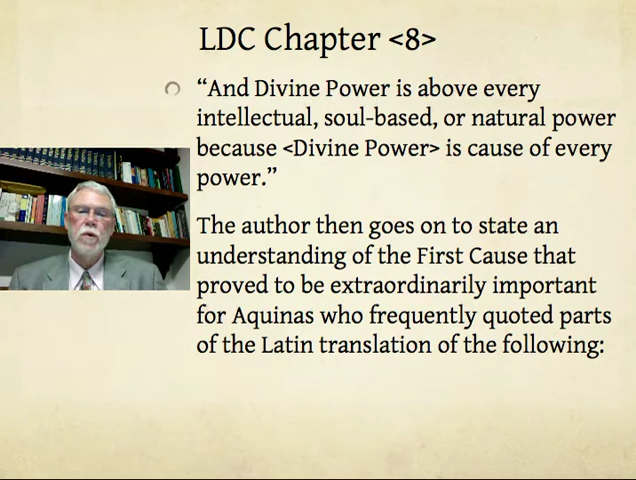 LDC Chapter <8>
“And Divine Power is above every
intellectual, soul-based, or natural power
because <Divine Power> is cause of every
power.”
The author then goes on to state an
understanding of the First Cause that
proved to be extraordinarily important
for Aquinas who frequently quoted parts
of the Latin translation of the following: